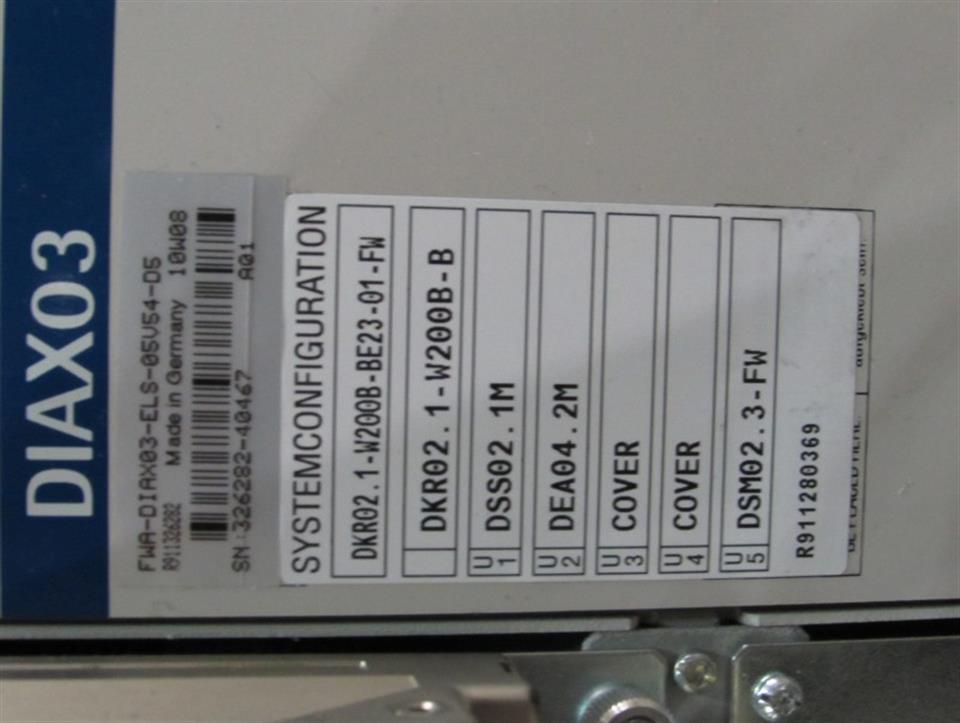 DIAX03
FWA-DIAX03-ELS-05V54-D5
R911326282 Made in Germany 10W08
SN:326282-40467 A01
SYSTEMCONFIGURATION
DKR02.1-W200B-BE23-01-FW
DKR02.1-W200B-B
U1 DSS02.1M
U2 DEA04.2M
U3 COVER
U4 COVER
U5 DSM02.3-FW
R911280369